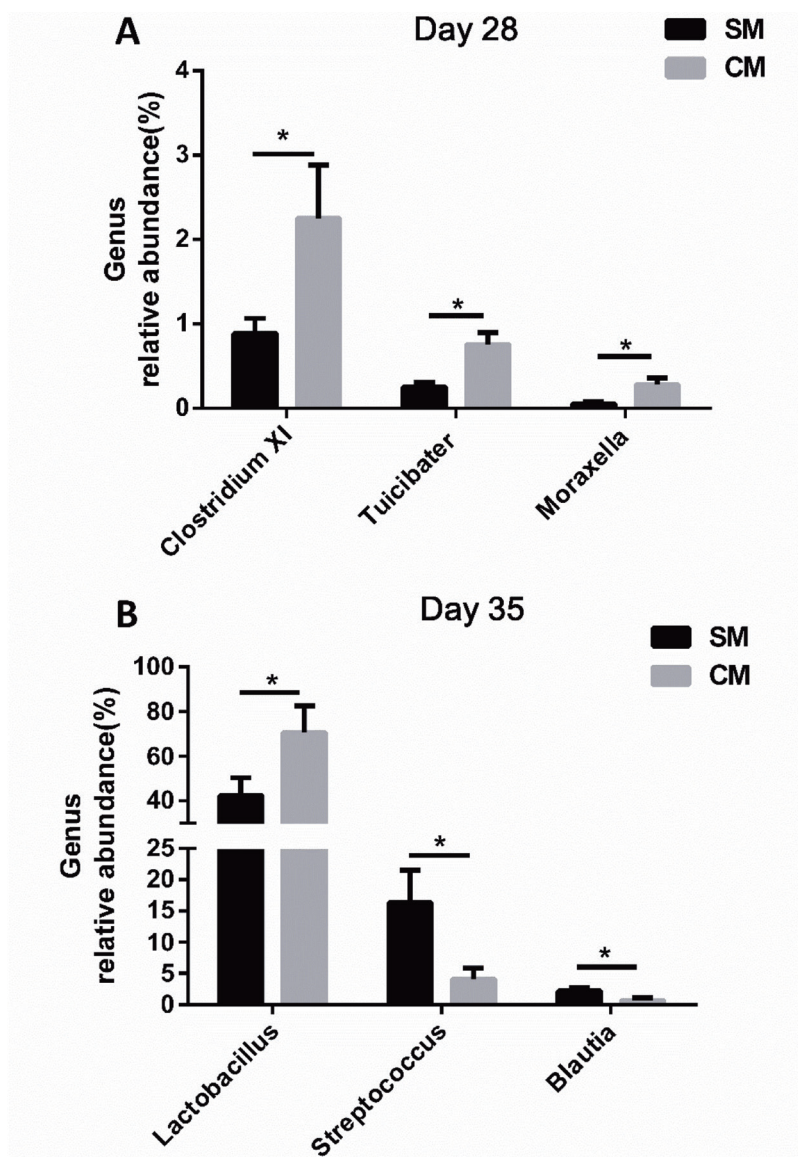 A
Day 28
SM
CM
Genus
relative abundance(%)
4
3
2
1
0
*
*
*
Clostridium XI
Tuicibater
Moraxella
B
Day 35
SM
CM
Genus
relative abundance(%)
100
80
60
40
25
20
15
10
5
0
*
*
*
Lactobacillus
Streptococcus
Blautia